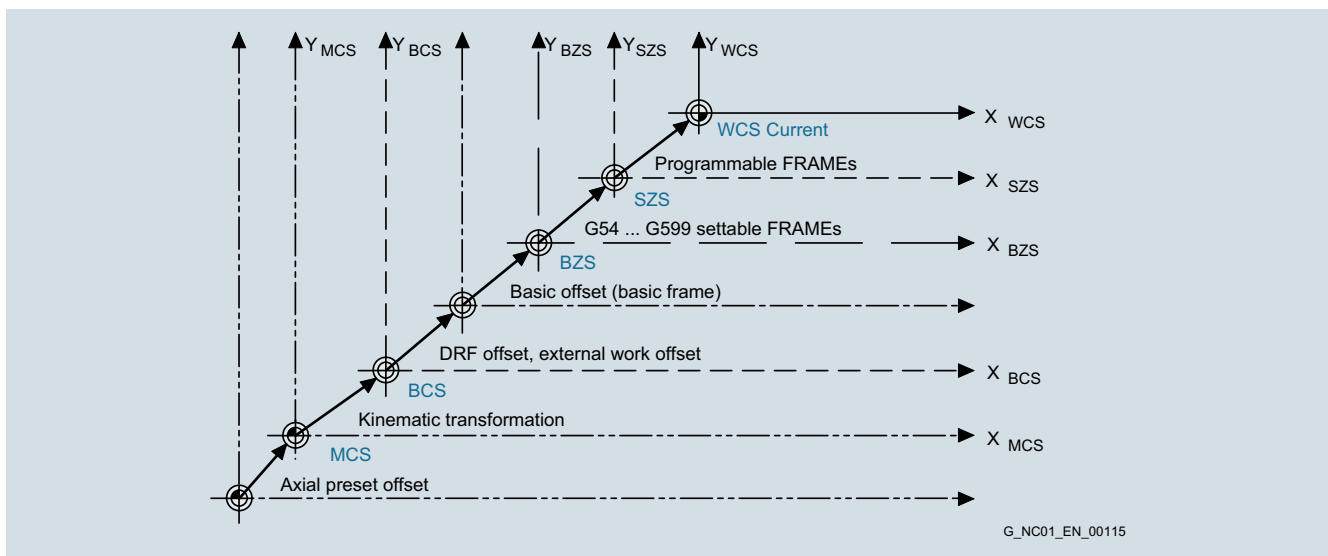 Y MCS
Y BCS
Y BZS
Y SZS
Y WCS
X WCS
WCS Current
Programmable FRAMEs
X SZS
SZS
G54 ... G599 settable FRAMEs
X BZS
BZS
Basic offset (basic frame)
DRF offset, external work offset
X BCS
BCS
Kinematic transformation
X MCS
MCS
Axial preset offset
G_NC01_EN_00115